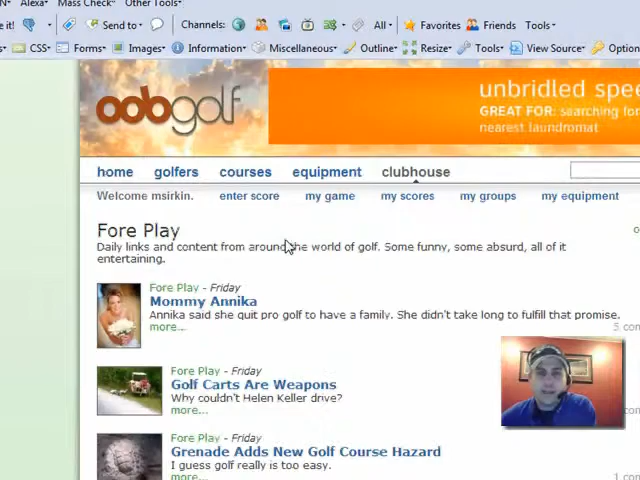 N▾ Alexa▾ Mass Check▾ Other Tools▾
e it! Send to▾ Channels: All▾ Favorites Friends Tools▾
s▾ CSS▾ Forms▾ Images▾ Information▾ Miscellaneous▾ Outline▾ Resize▾ Tools▾ View Source▾ Option
oobgolf
unbridled spee
GREAT FOR: searching for
nearest laundromat
home golfers courses equipment clubhouse
Welcome msirkin. enter score my game my scores my groups my equipment
Fore Play
Daily links and content from around the world of golf. Some funny, some absurd, all of it
entertaining.
Fore Play - Friday
Mommy Annika
Annika said she quit pro golf to have a family. She didn't take long to fulfill that promise.
more...
5 com
Fore Play - Friday
Golf Carts Are Weapons
Why couldn't Helen Keller drive?
more...
Fore Play - Friday
Grenade Adds New Golf Course Hazard
I guess golf really is too easy.
more...
1 con